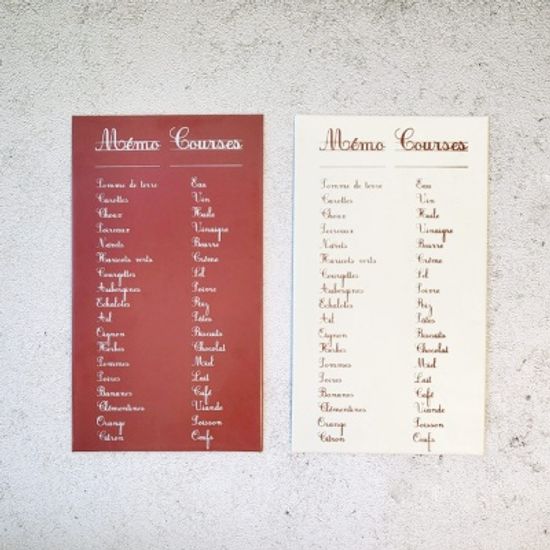 Mémo Courses
Pomme de terre
Carottes
Choux
Poireaux
Navets
Haricots verts
Courgettes
Aubergines
Echalotes
Ail
Oignon
Herbes
Pommes
Poires
Bananes
Clémentines
Orange
Citron
Eau
Vin
Huile
Vinaigre
Beurre
Crème
Sel
Poivre
Riz
Pâtes
Biscuits
Chocolat
Miel
Lait
Café
Viande
Poisson
Oeufs
Mémo Courses
Pomme de terre
Carottes
Choux
Poireaux
Navets
Haricots verts
Courgettes
Aubergines
Echalotes
Ail
Oignon
Herbes
Pommes
Poires
Bananes
Clémentines
Orange
Citron
Eau
Vin
Huile
Vinaigre
Beurre
Crème
Sel
Poivre
Riz
Pâtes
Biscuits
Chocolat
Miel
Lait
Café
Viande
Poisson
Oeufs